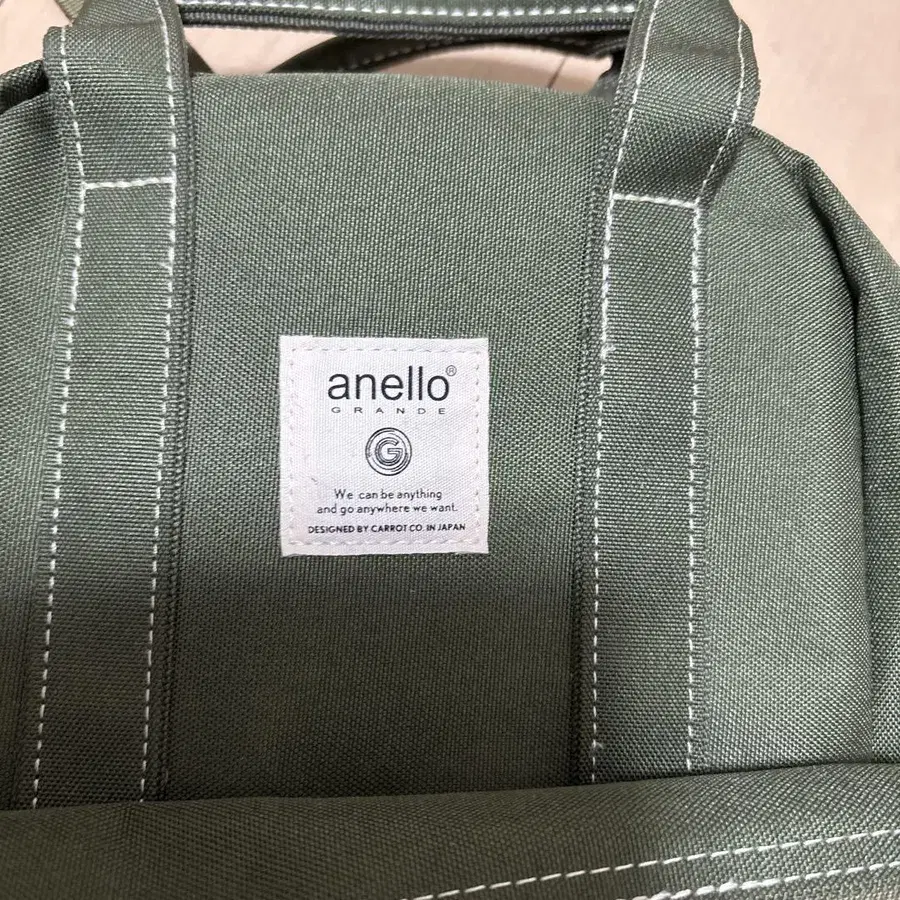 anello®
GRANDE
G
We can be anything
and go anywhere we want.
DESIGNED BY CARROT CO. IN JAPAN